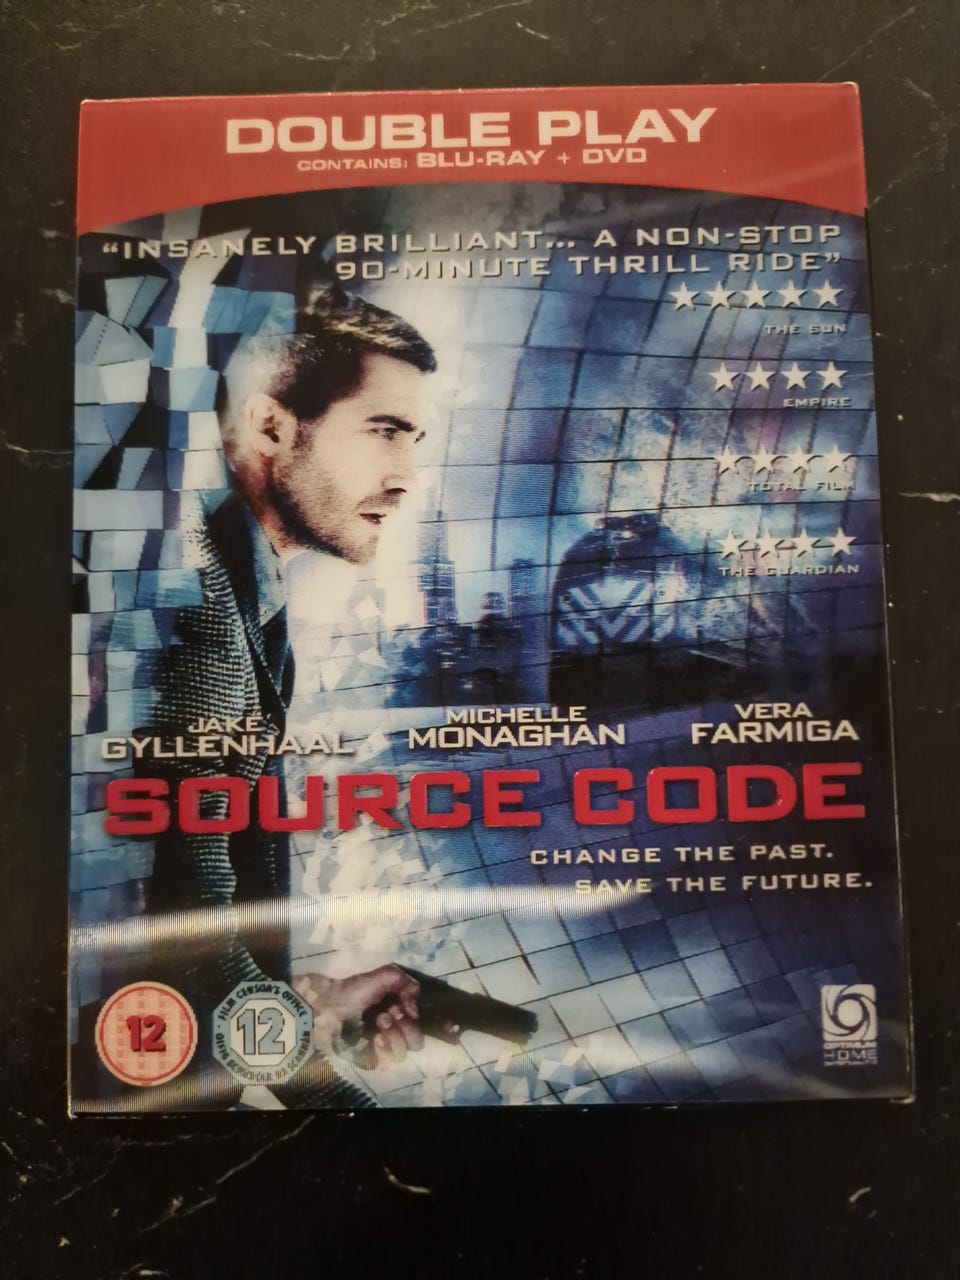 DOUBLE PLAY
CONTAINS: BLU-RAY + DVD
“INSANELY BRILLIANT... A NON-STOP
90-MINUTE THRILL RIDE”
THE SUN
EMPIRE
TOTAL FILM
THE GUARDIAN
JAKE
GYLLENHAAL
MICHELLE
MONAGHAN
VERA
FARMIGA
SOURCE CODE
CHANGE THE PAST.
SAVE THE FUTURE.
12
FILM CENSOR'S OFFICE
12
OPTIMUM
HOME